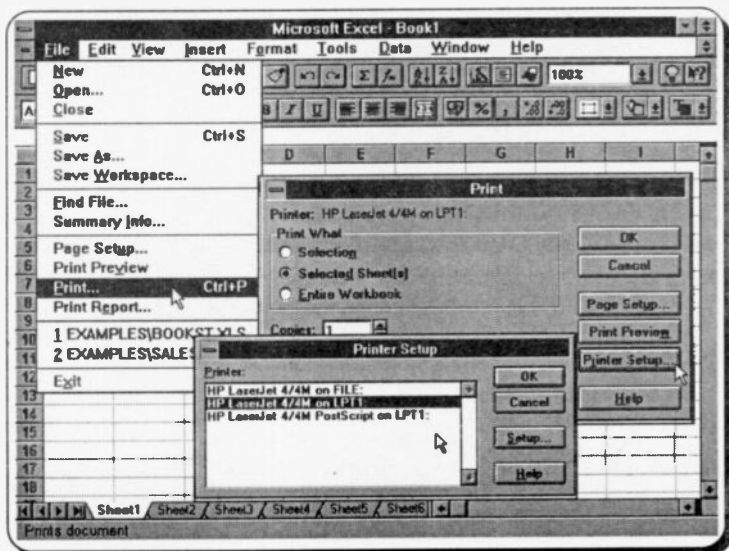 Microsoft Excel - Book1
File Edit View Insert Format Tools Data Window Help
New Ctrl+N
Open... Ctrl+O
Close
Save Ctrl+S
Save As...
Save Workspace...
Find File...
Summary Info...
Page Setup...
Print Preview
Print... Ctrl+P
Print Report...
1 EXAMPLES\BOOKST.XLS
2 EXAMPLES\SALES
Exit
100%
B I U
D E F G H I
1
2
3
4
5
6
7
8
9
10
11
12
13
14
15
16
17
18
Print
Printer: HP LaserJet 4/4M on LPT1:
Print What
Selection
Selected Sheet(s)
Entire Workbook
Copies: 1
OK
Cancel
Page Setup...
Print Preview
Printer Setup...
Help
Printer Setup
Printer:
HP LaserJet 4/4M on FILE:
HP LaserJet 4/4M on LPT1:
HP LaserJet 4/4M PostScript on LPT1:
OK
Cancel
Setup...
Help
Sheet1 Sheet2 Sheet3 Sheet4 Sheet5 Sheet6
Prints document